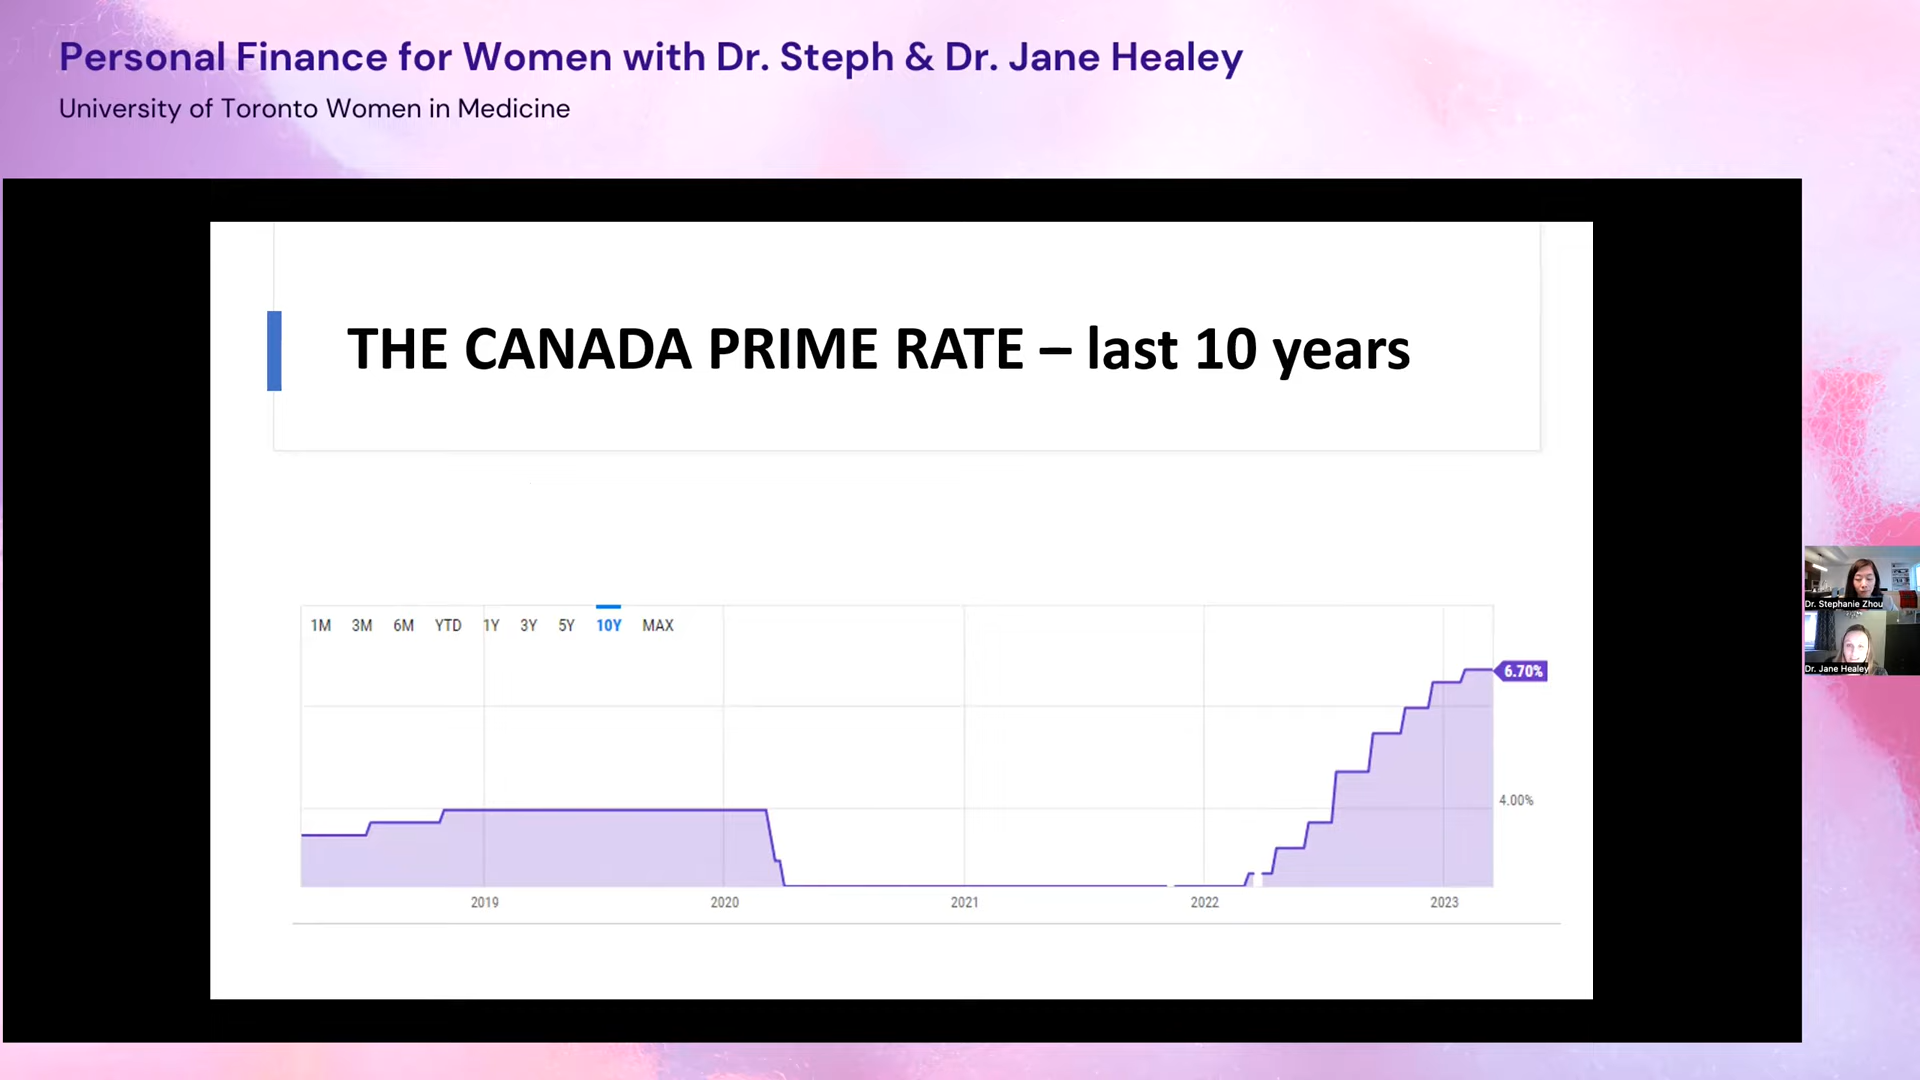 Personal Finance for Women with Dr. Steph & Dr. Jane Healey
University of Toronto Women in Medicine
THE CANADA PRIME RATE – last 10 years
1M 3M 6M YTD 1Y 3Y 5Y 10Y MAX
6.70%
4.00%
2019 2020 2021 2022 2023
Dr. Stephanie Zhou
Dr. Jane Healey